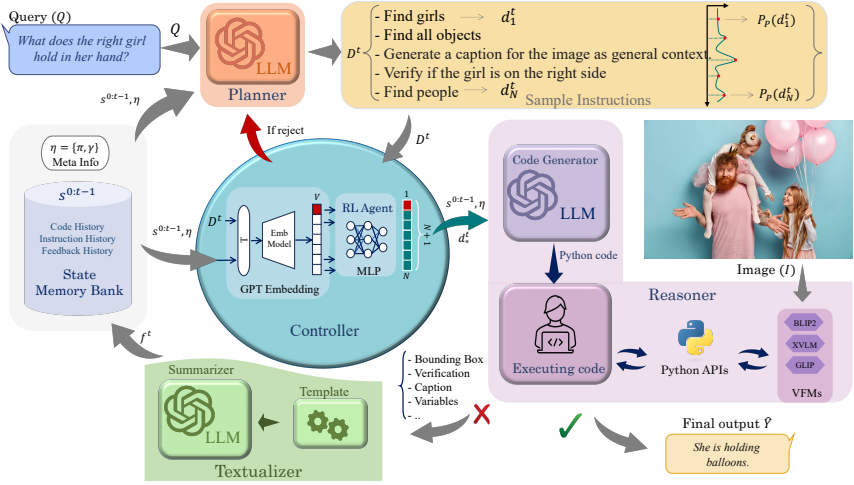 Query (Q)
What does the right girl
hold in her hand?
Q
LLM
Planner
s^{0:t−1}, η
D^t
- Find girls → d_1^t
- Find all objects
- Generate a caption for the image as general context.
- Verify if the girl is on the right side
- Find people → d_N^t
Sample Instructions
P_P(d_1^t)
P_P(d_N^t)
If reject
D^t
η = {π, γ}
Meta Info
s^{0:t−1}
Code History
Instruction History
Feedback History
State
Memory Bank
s^{0:t−1}, η
D^t
T
Emb
Model
V
GPT Embedding
RL Agent
MLP
1
N
N + 1
Controller
s^{0:t−1}, η
d_*^t
Code Generator
LLM
Python code
Executing code
Reasoner
Python APIs
Image (I)
BLIP2
XVLM
GLIP
VFMs
f^t
Summarizer
LLM
Template
Textualizer
- Bounding Box
- Verification
- Caption
- Variables
- ..
Final output Ŷ
She is holding
balloons.